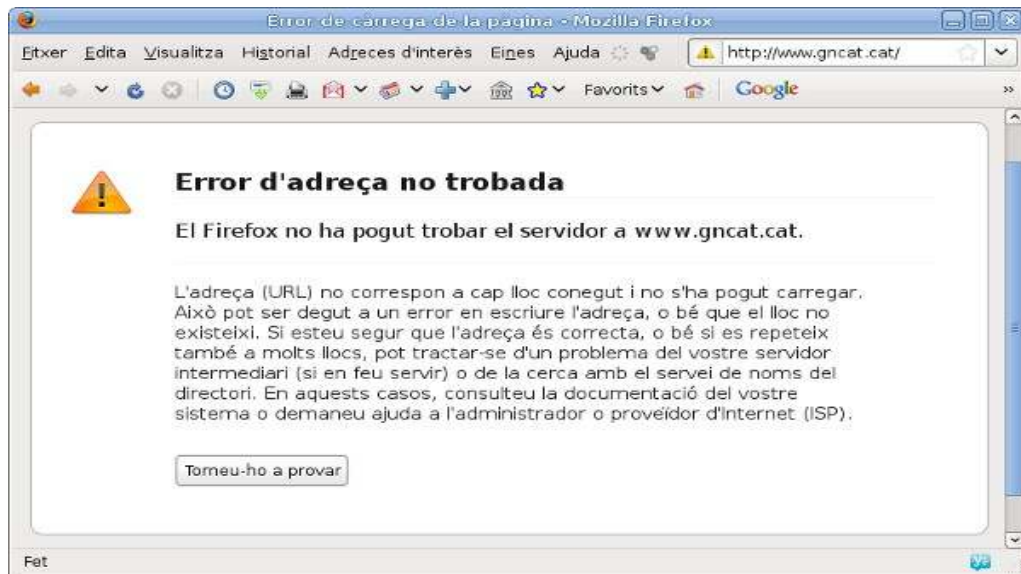 Error de càrrega de la pàgina - Mozilla Firefox
Fitxer Edita Visualitza Historial Adreces d'interès Eines Ajuda http://www.gncat.cat/
Favorits Google »
Error d'adreça no trobada
El Firefox no ha pogut trobar el servidor a www.gncat.cat.
L'adreça (URL) no correspon a cap lloc conegut i no s'ha pogut carregar.
Això pot ser degut a un error en escriure l'adreça, o bé que el lloc no
existeixi. Si esteu segur que l'adreça és correcta, o bé si es repeteix
també a molts llocs, pot tractar-se d'un problema del vostre servidor
intermediari (si en feu servir) o de la cerca amb el servei de noms del
directori. En aquests casos, consulteu la documentació del vostre
sistema o demaneu ajuda a l'administrador o proveïdor d'Internet (ISP).
Torneu-ho a provar
Fet